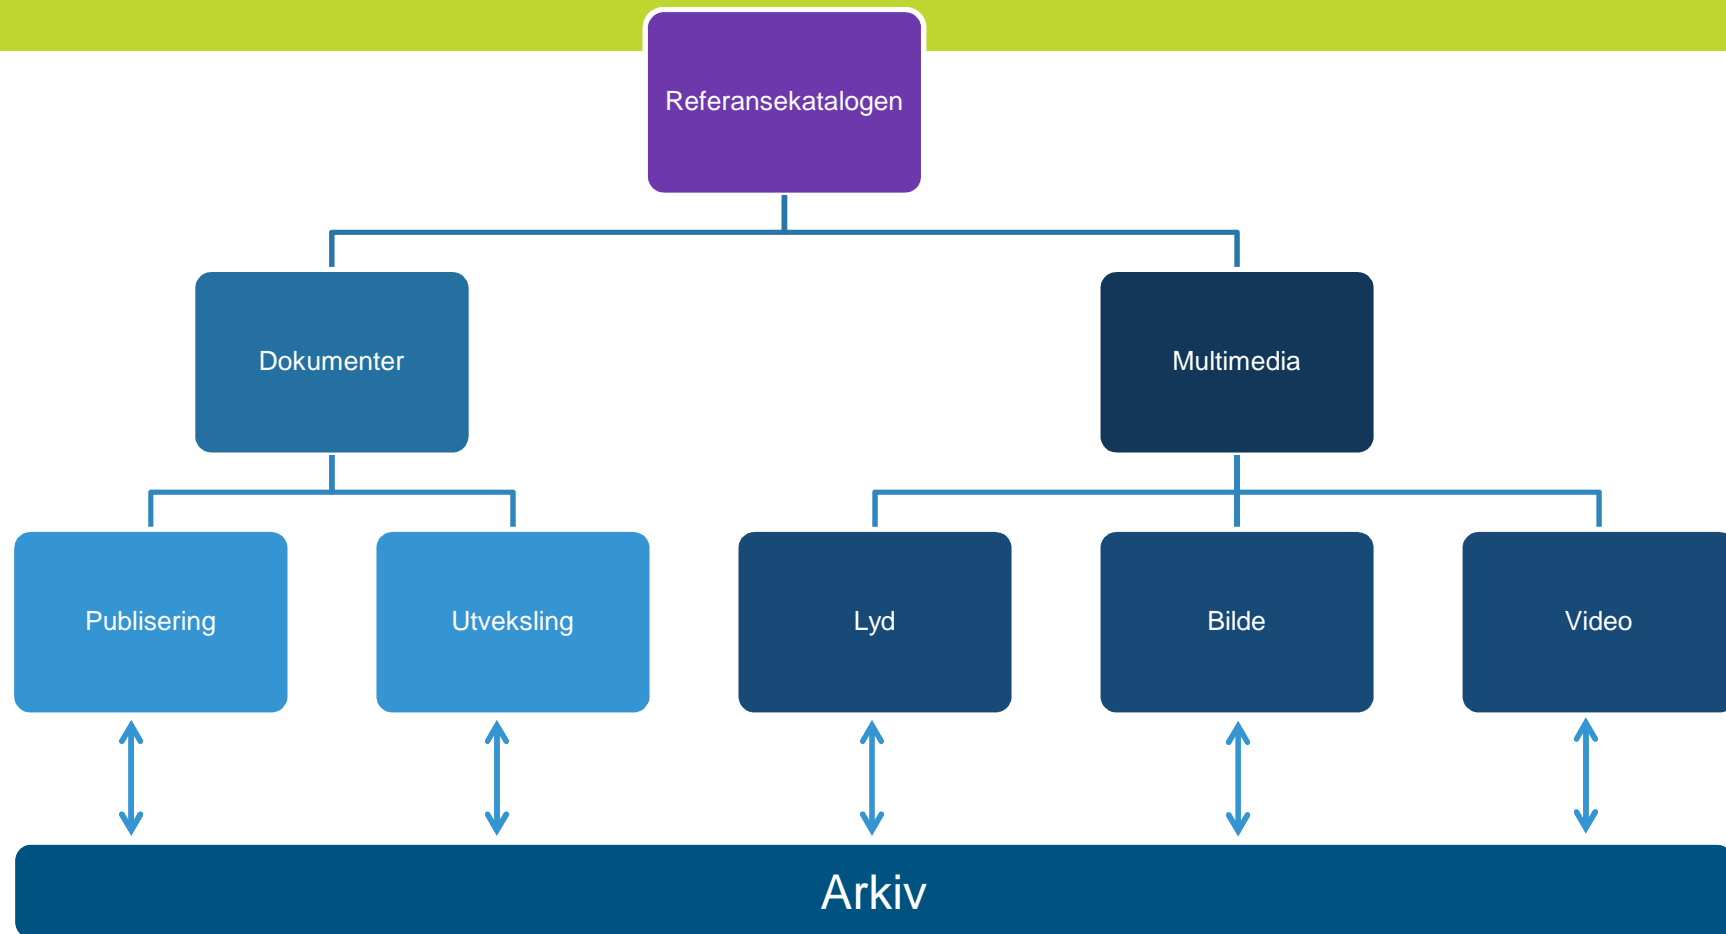 Referansekatalogen
Dokumenter
Multimedia
Publisering
Utveksling
Lyd
Bilde
Video
Arkiv